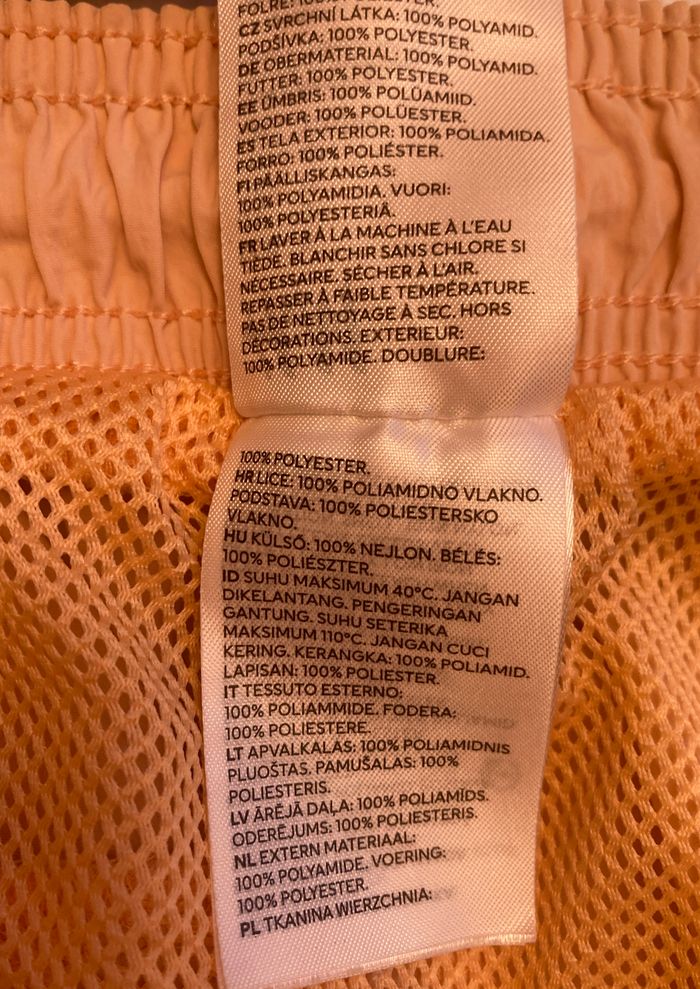 FÔLRE: 100% POLYESTER.
CZ SVRCHNÍ LÁTKA: 100% POLYAMID.
PODŠÍVKA: 100% POLYESTER.
DE OBERMATERIAL: 100% POLYAMID.
FUTTER: 100% POLYESTER.
EE ÜMBRIS: 100% POLÜAMIID.
VOODER: 100% POLÜESTER.
ES TELA EXTERIOR: 100% POLIAMIDA.
FORRO: 100% POLIÉSTER.
FI PÄÄLLISKANGAS:
100% POLYAMIDIA, VUORI:
100% POLYESTERIÄ.
FR LAVER À LA MACHINE À L'EAU
TIÈDE. BLANCHIR SANS CHLORE SI
NÉCESSAIRE. SÉCHER À L'AIR.
REPASSER À FAIBLE TEMPÉRATURE.
PAS DE NETTOYAGE À SEC. HORS
DÉCORATIONS. EXTERIEUR:
100% POLYAMIDE. DOUBLURE:
100% POLYESTER.
HR LICE: 100% POLIAMIDNO VLAKNO.
PODSTAVA: 100% POLIESTERSKO
VLAKNO.
HU KÜLSŐ: 100% NEJLON. BÉLÉS:
100% POLIÉSZTER.
ID SUHU MAKSIMUM 40°C. JANGAN
DIKELANTANG. PENGERINGAN
GANTUNG. SUHU SETERIKA
MAKSIMUM 110°C. JANGAN CUCI
KERING. KERANGKA: 100% POLIAMID.
LAPISAN: 100% POLIESTER.
IT TESSUTO ESTERNO:
100% POLIAMMIDE. FODERA:
100% POLIESTERE.
LT APVALKALAS: 100% POLIAMIDNIS
PLUOŠTAS. PAMUŠALAS: 100%
POLIESTERIS.
LV ĀRĒJĀ DAĻA: 100% POLIAMĪDS.
ODERĒJUMS: 100% POLIESTERIS.
NL EXTERN MATERIAAL:
100% POLYAMIDE. VOERING:
100% POLYESTER.
PL TKANINA WIERZCHNIA: